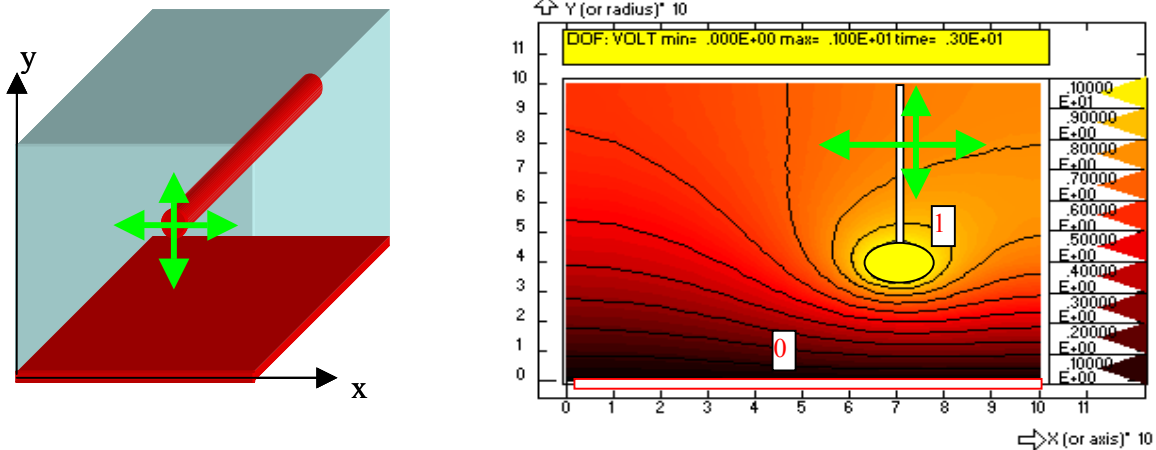 y
x
Y (or radius)* 10
DOF: VOLT min= .000E+00 max= .100E+01 time= .30E+01
11
10
9
8
7
6
5
4
3
2
1
0
1
0
.10000
E+01
.90000
E+00
.80000
E+00
.70000
E+00
.60000
E+00
.50000
E+00
.40000
E+00
.30000
E+00
.20000
E+00
.10000
E+00
0 1 2 3 4 5 6 7 8 9 10 11
X (or axis)* 10